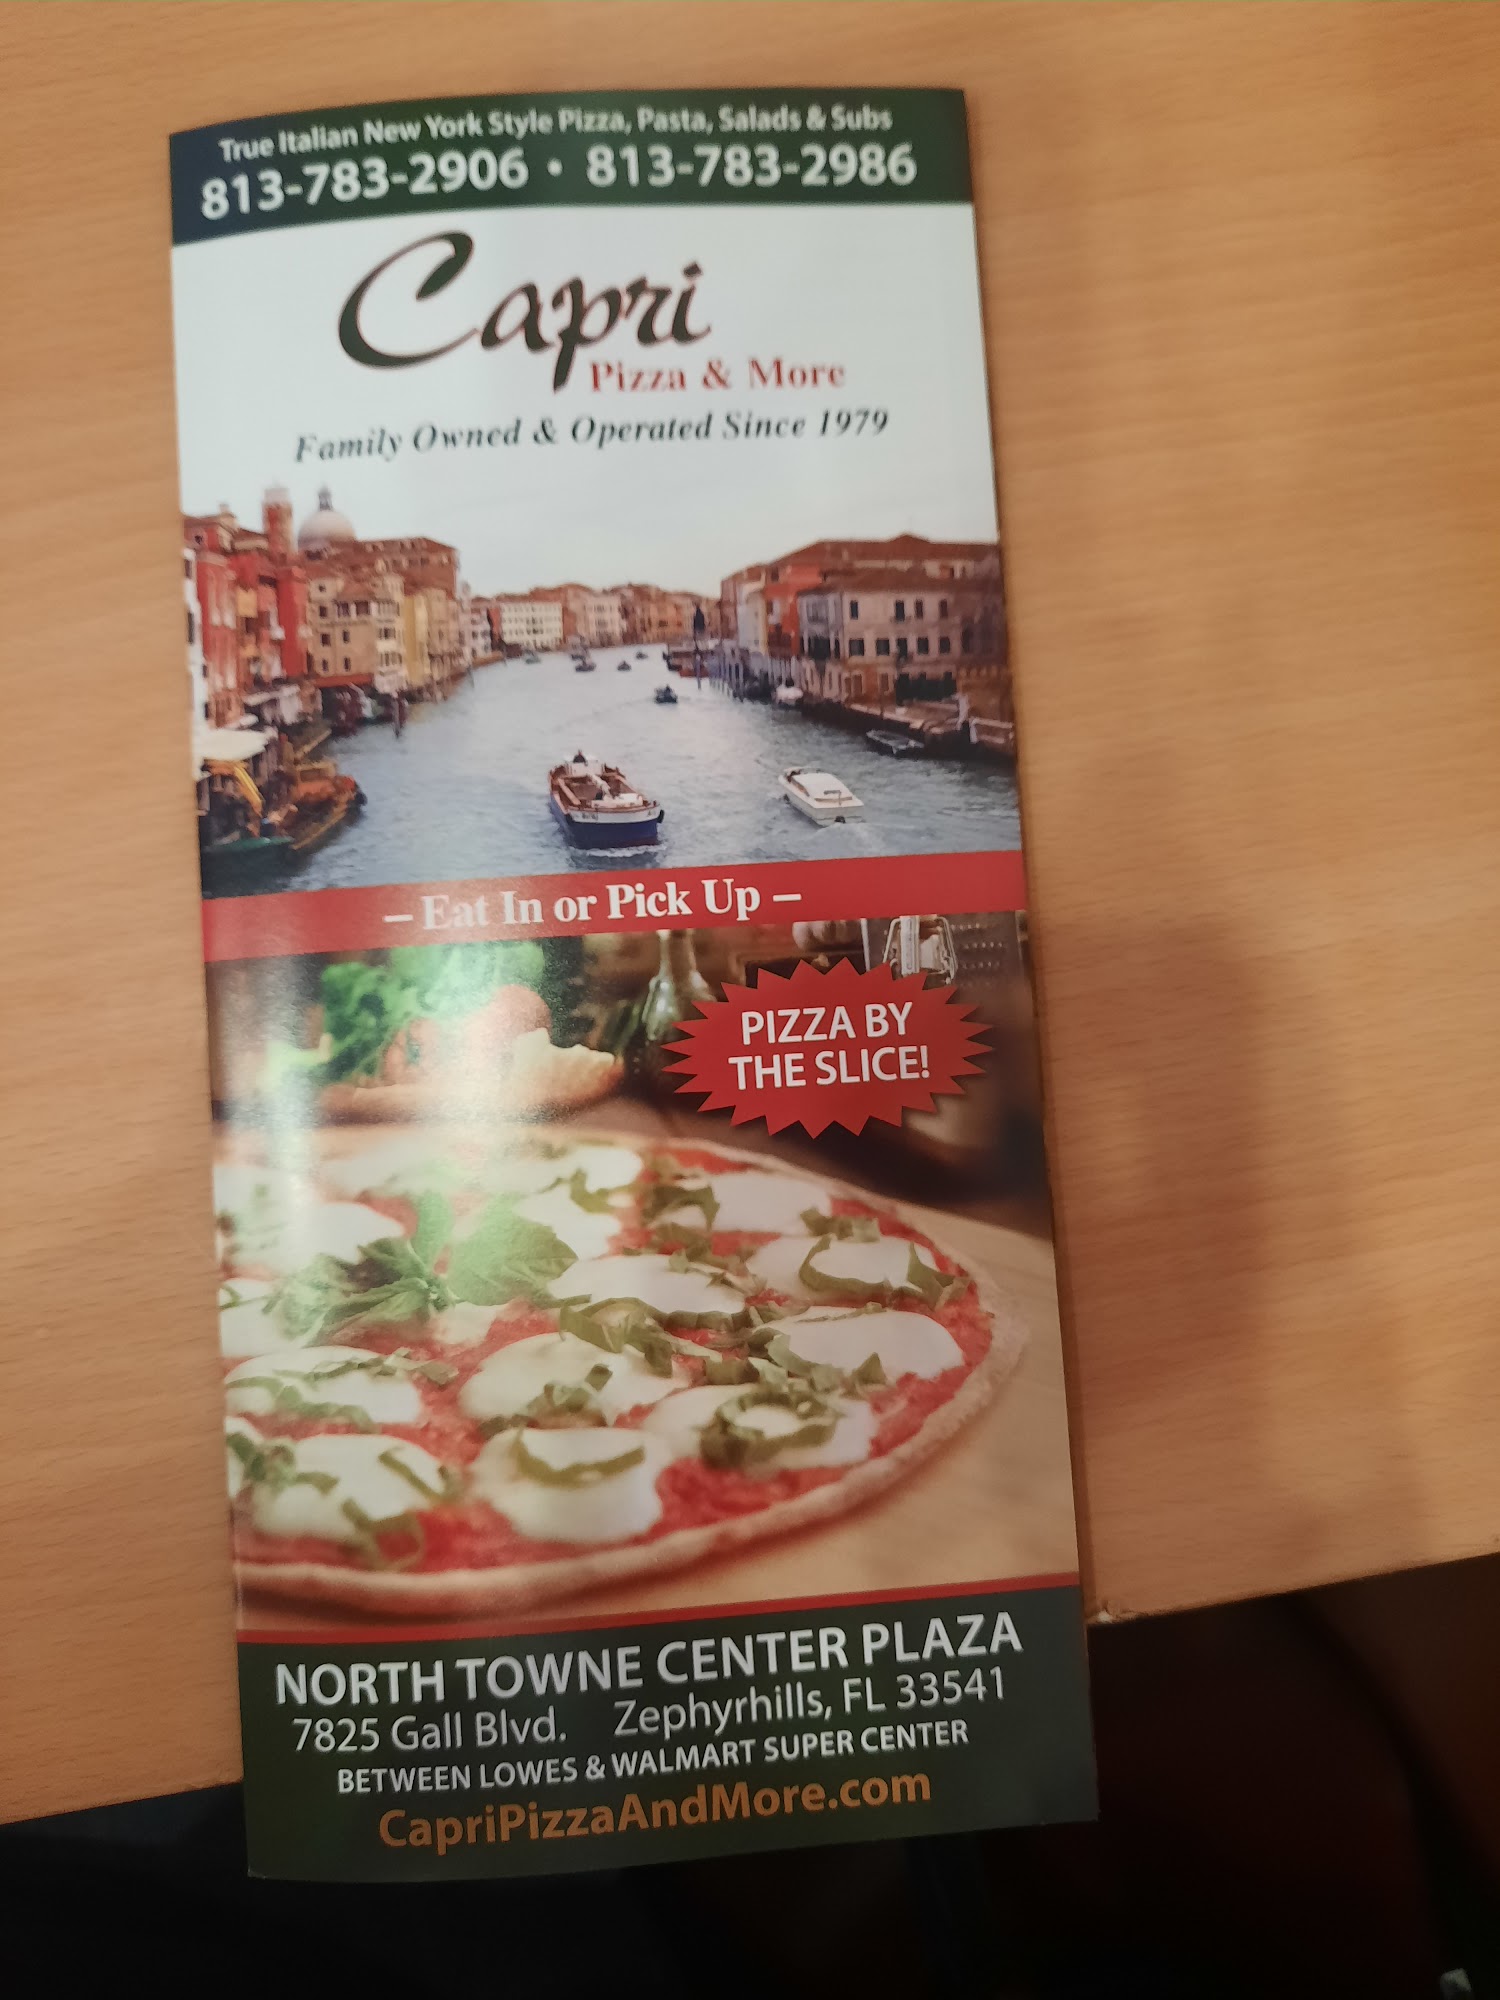 True Italian New York Style Pizza, Pasta, Salads & Subs
813-783-2906 • 813-783-2986
Capri
Pizza & More
Family Owned & Operated Since 1979
– Eat In or Pick Up –
PIZZA BY
THE SLICE!
NORTH TOWNE CENTER PLAZA
7825 Gall Blvd. Zephyrhills, FL 33541
BETWEEN LOWES & WALMART SUPER CENTER
CapriPizzaAndMore.com